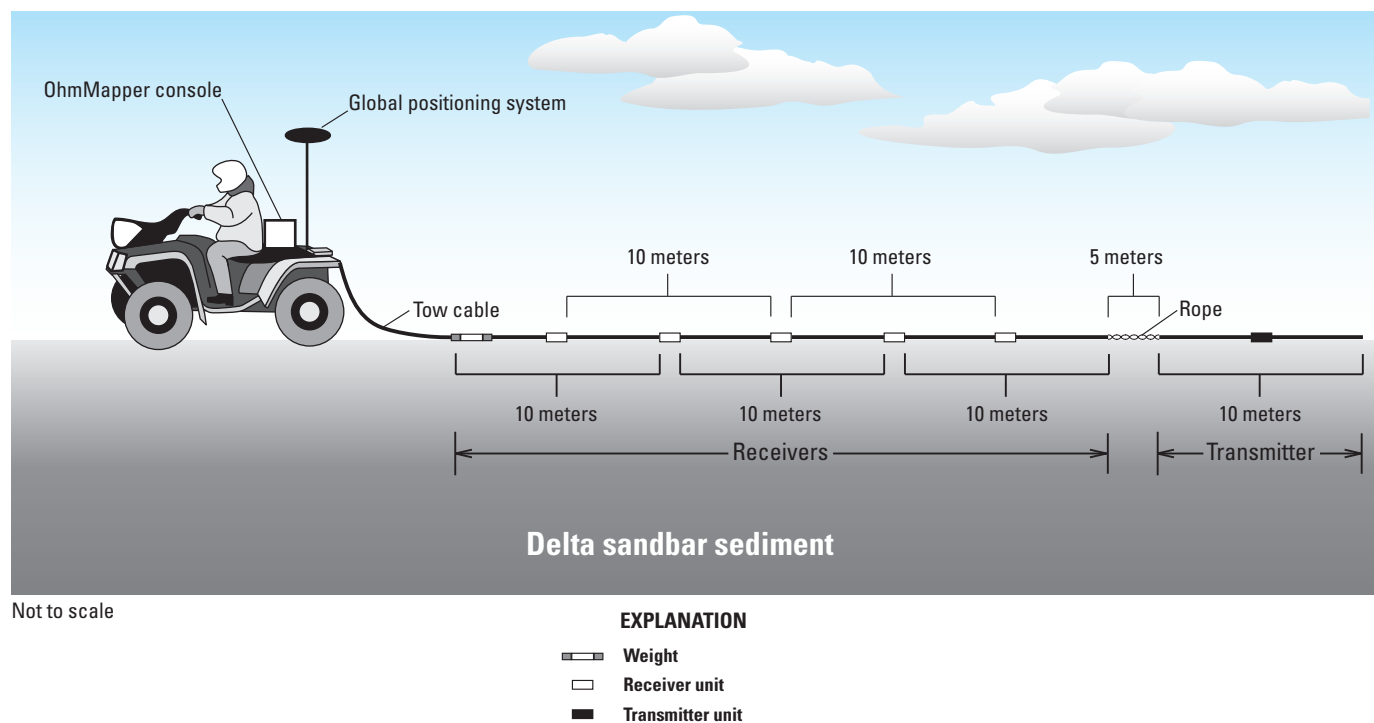 OhmMapper console
Global positioning system
10 meters
10 meters
5 meters
Tow cable
Rope
10 meters
10 meters
10 meters
10 meters
Receivers
Transmitter
Delta sandbar sediment
Not to scale
EXPLANATION
Weight
Receiver unit
Transmitter unit